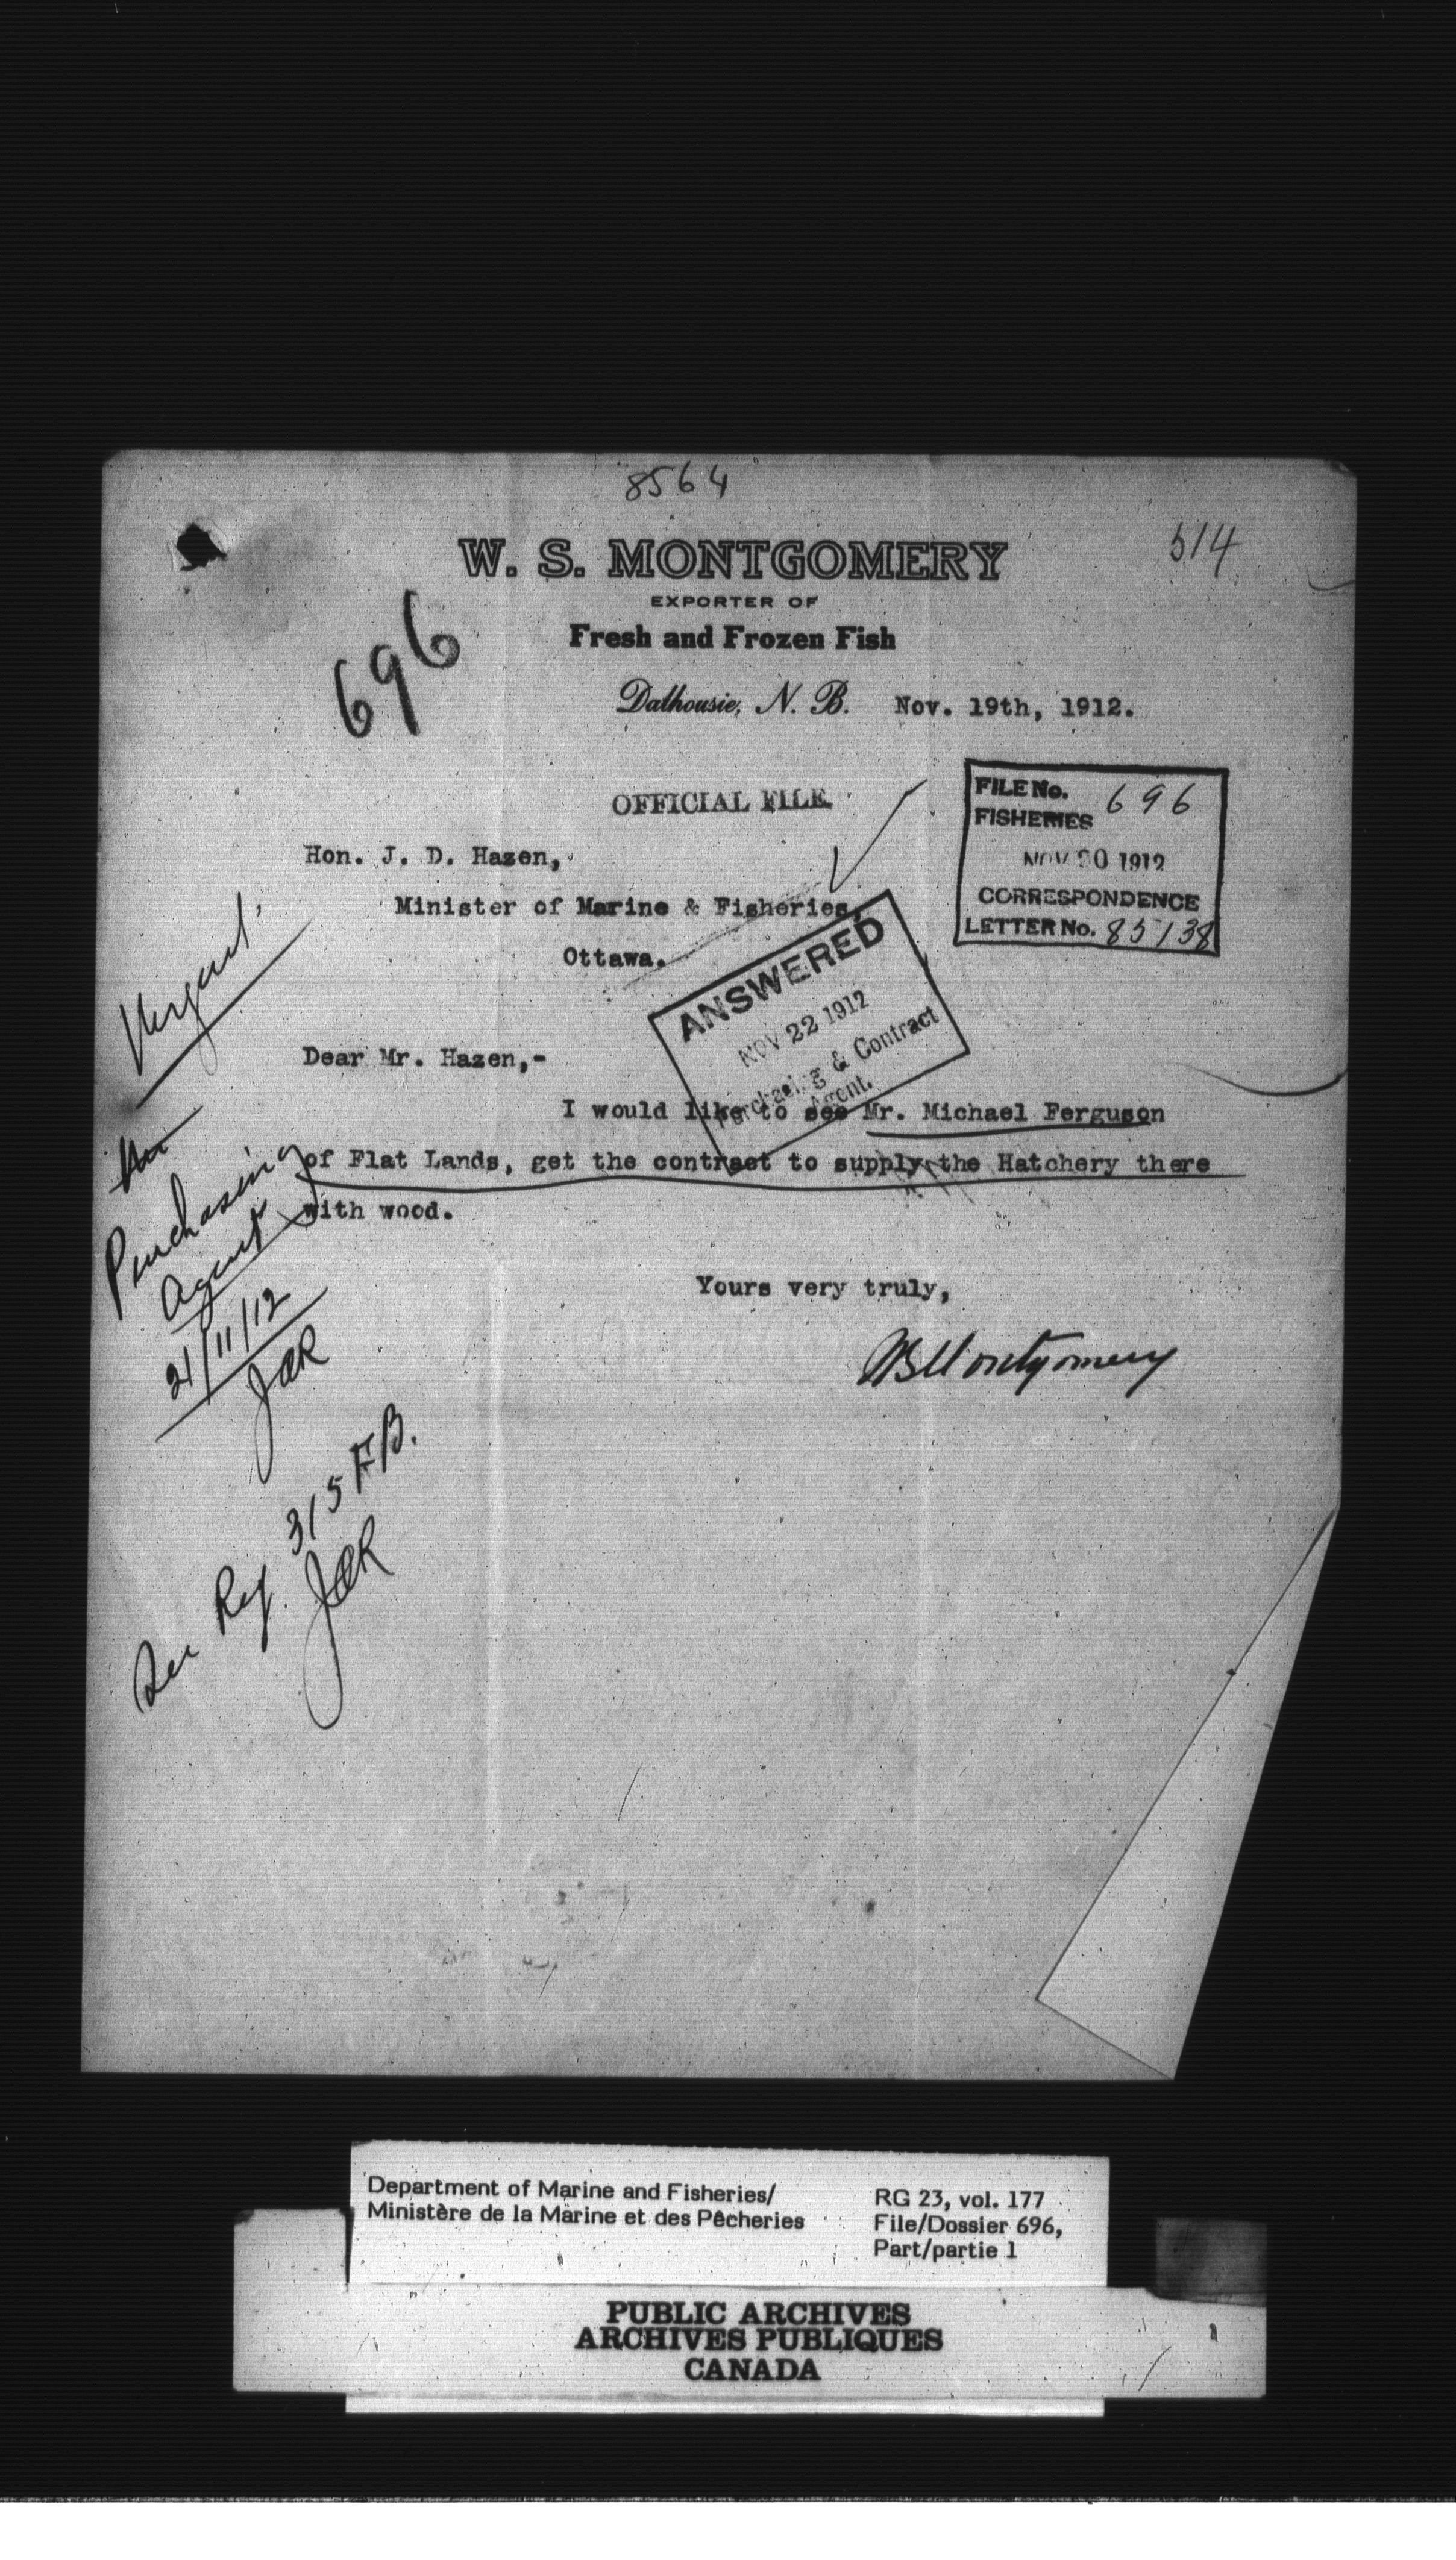 8564
514
W. S. MONTGOMERY
EXPORTER OF
Fresh and Frozen Fish
696
Dalhousie, N. B. Nov. 19th, 1912.
OFFICIAL FILE
FILE No. 696
FISHERIES
NOV 20 1912
CORRESPONDENCE
LETTER No. 85138
Hon. J. D. Hazen,
Minister of Marine & Fisheries,
Ottawa.
ANSWERED
NOV 22 1912
Purchasing & Contract
Agent.
Urgent.
Dear Mr. Hazen,-
I would like to see Mr. Michael Ferguson
of Flat Lands, get the contract to supply the Hatchery there
with wood.
Purchasing
Agent
21/11/12
Yours very truly,
WSMontgomery
See Reg. 315 FB.
Department of Marine and Fisheries/
Ministère de la Marine et des Pêcheries
RG 23, vol. 177
File/Dossier 696,
Part/partie 1
PUBLIC ARCHIVES
ARCHIVES PUBLIQUES
CANADA